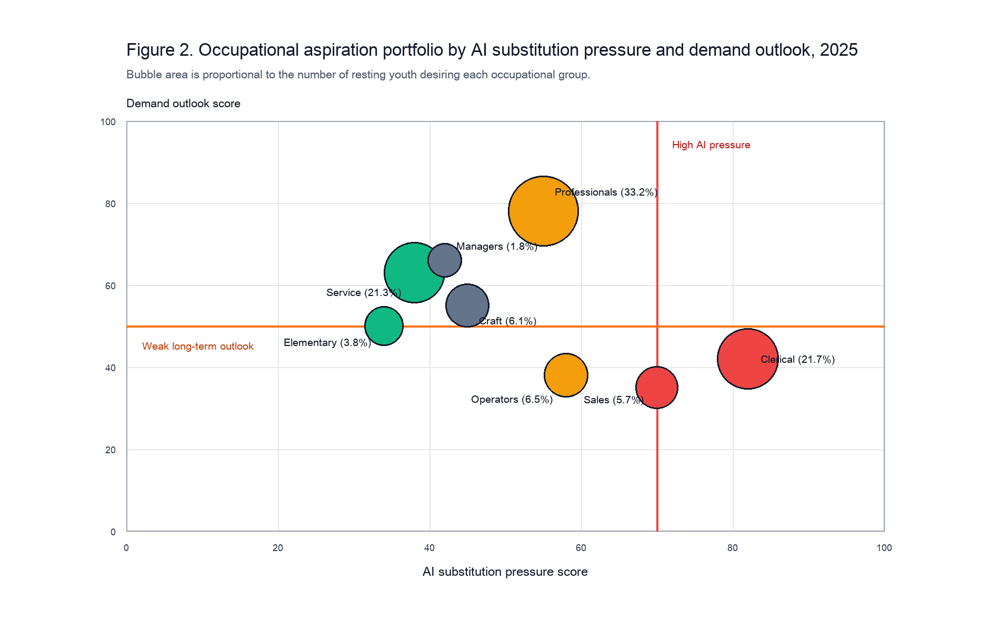 Figure 2. Occupational aspiration portfolio by AI substitution pressure and demand outlook, 2025
Bubble area is proportional to the number of resting youth desiring each occupational group.
Demand outlook score
100
High AI pressure
Professionals (33.2%)
80
Managers (1.8%)
60
Service (21.3%)
Craft (6.1%)
Elementary (3.8%)
Weak long-term outlook
Clerical (21.7%)
40
Operators (6.5%)
Sales (5.7%)
20
0
0 20 40 60 80 100
AI substitution pressure score